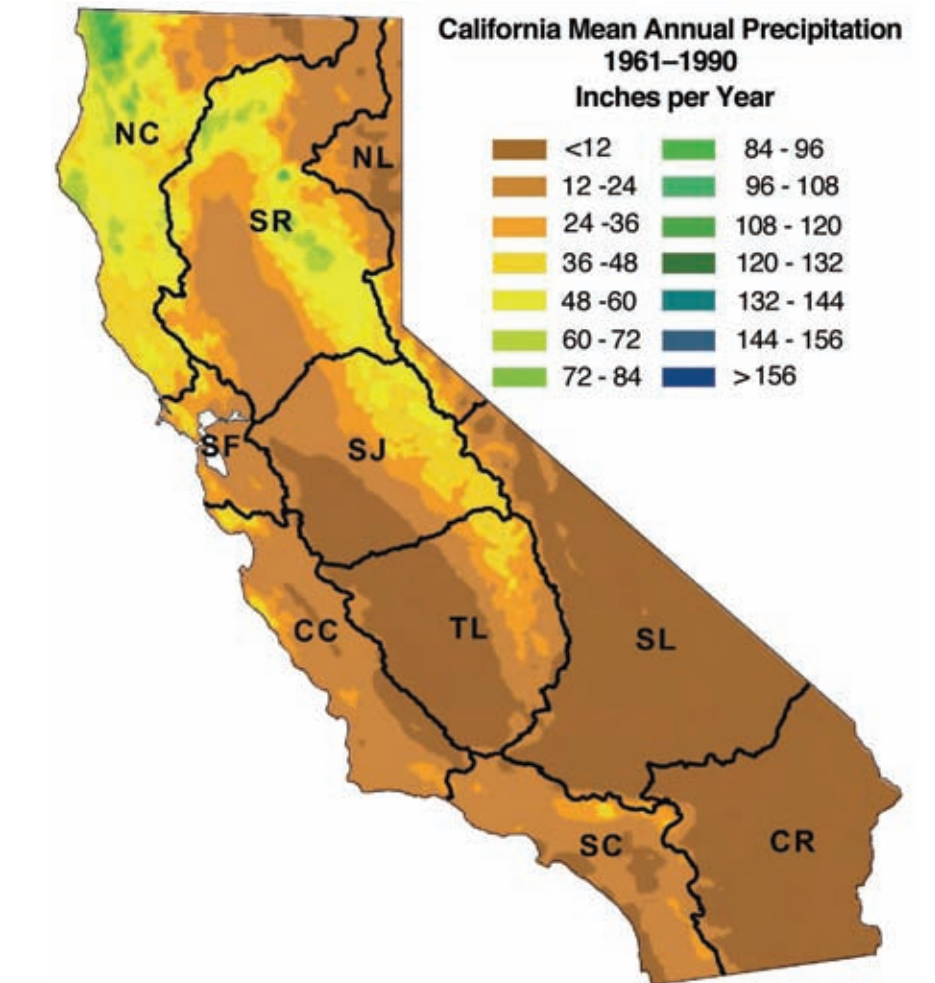 California Mean Annual Precipitation
1961–1990
Inches per Year
<12
12 -24
24 -36
36 -48
48 -60
60 - 72
72 - 84
84 - 96
96 - 108
108 - 120
120 - 132
132 - 144
144 - 156
>156
NC
NL
SR
SF
SJ
CC
TL
SL
SC
CR